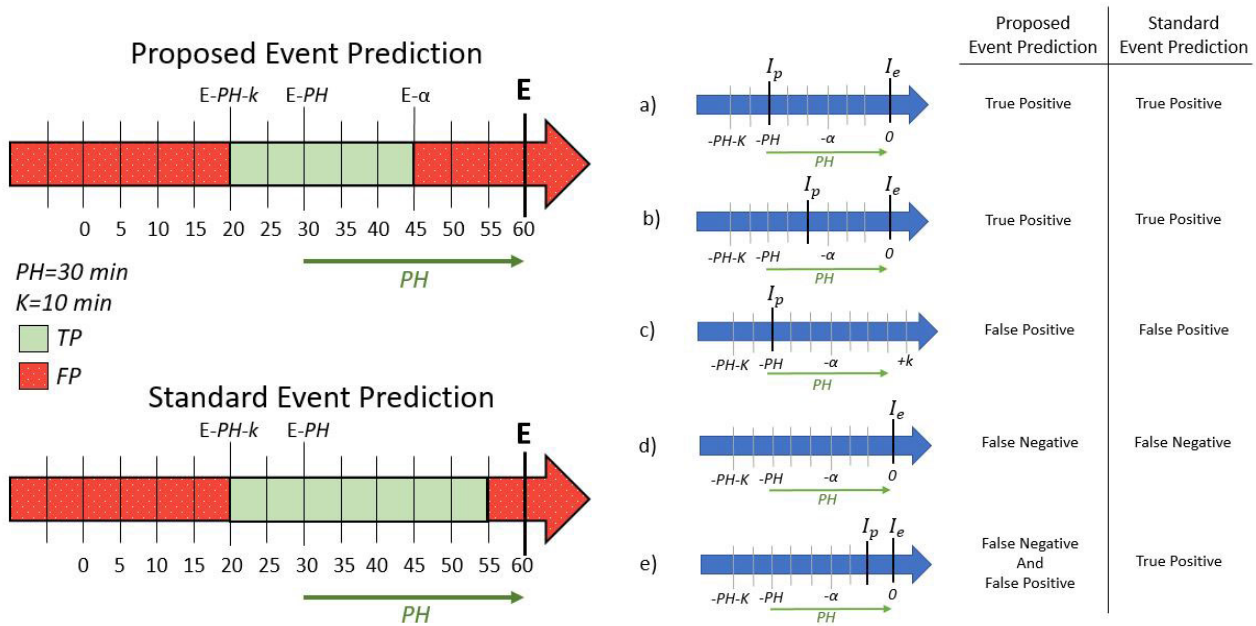 Proposed Event Prediction
E-PH-k E-PH E-α E
0 5 10 15 20 25 30 35 40 45 50 55 60
PH
PH=30 min
K=10 min
TP
FP
Standard Event Prediction
E-PH-k E-PH E
0 5 10 15 20 25 30 35 40 45 50 55 60
PH
Proposed
Event Prediction
Standard
Event Prediction
a)
Ip Ie
-PH-K -PH -α 0
PH
True Positive
True Positive
b)
Ip Ie
-PH-K -PH -α 0
PH
True Positive
True Positive
c)
Ip
-PH-K -PH -α +k
PH
False Positive
False Positive
d)
Ie
-PH-K -PH -α 0
PH
False Negative
False Negative
e)
Ip Ie
-PH-K -PH -α 0
PH
False Negative
And
False Positive
True Positive